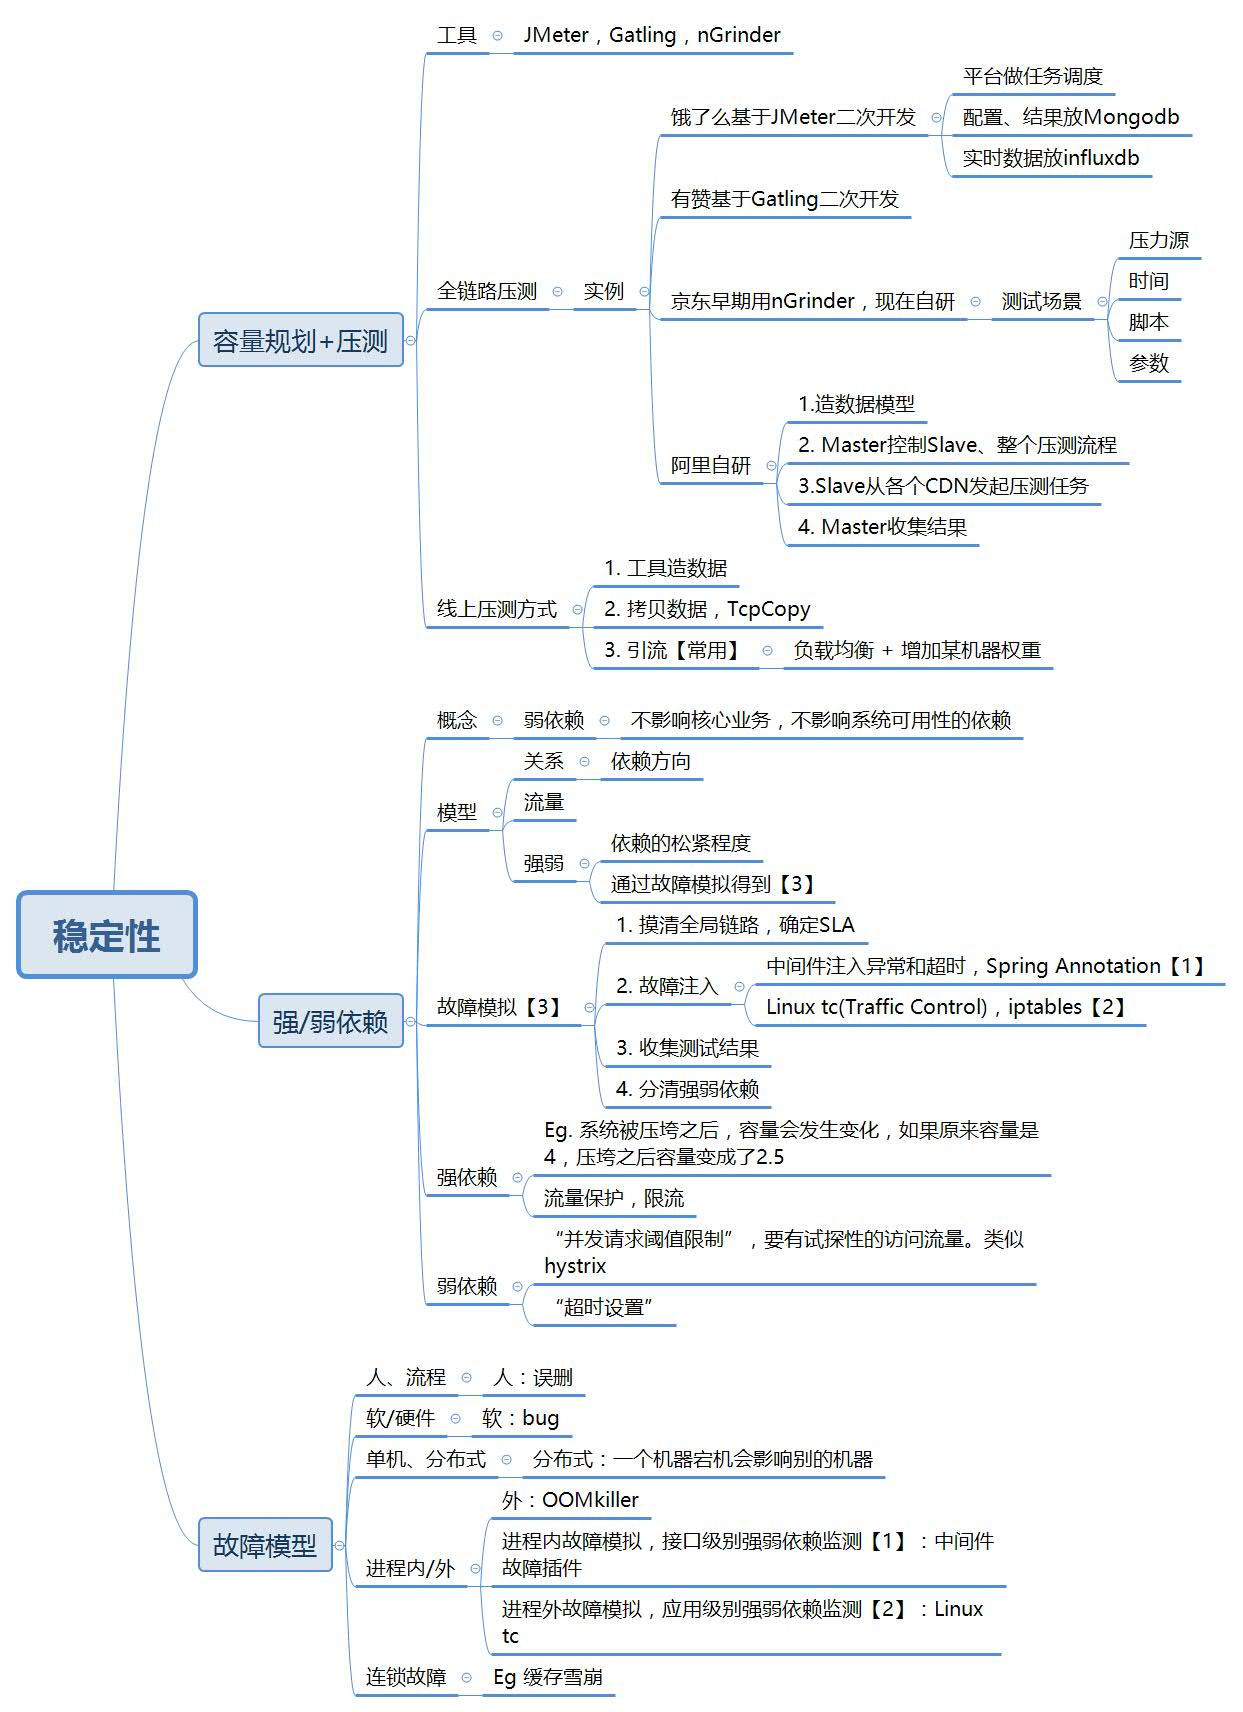 稳定性
容量规划+压测
工具
JMeter，Gatling，nGrinder
全链路压测
实例
饿了么基于JMeter二次开发
平台做任务调度
配置、结果放Mongodb
实时数据放influxdb
有赞基于Gatling二次开发
京东早期用nGrinder，现在自研
测试场景
压力源
时间
脚本
参数
阿里自研
1.造数据模型
2. Master控制Slave、整个压测流程
3.Slave从各个CDN发起压测任务
4. Master收集结果
线上压测方式
1. 工具造数据
2. 拷贝数据，TcpCopy
3. 引流【常用】
负载均衡 + 增加某机器权重
强/弱依赖
概念
弱依赖
不影响核心业务，不影响系统可用性的依赖
模型
关系
依赖方向
流量
强弱
依赖的松紧程度
通过故障模拟得到【3】
故障模拟【3】
1. 摸清全局链路，确定SLA
2. 故障注入
中间件注入异常和超时，Spring Annotation【1】
Linux tc(Traffic Control)，iptables【2】
3. 收集测试结果
4. 分清强弱依赖
强依赖
Eg. 系统被压垮之后，容量会发生变化，如果原来容量是
4，压垮之后容量变成了2.5
流量保护，限流
弱依赖
“并发请求阈值限制”，要有试探性的访问流量。类似
hystrix
“超时设置”
故障模型
人、流程
人：误删
软/硬件
软：bug
单机、分布式
分布式：一个机器宕机会影响别的机器
进程内/外
外：OOMkiller
进程内故障模拟，接口级别强弱依赖监测【1】：中间件
故障插件
进程外故障模拟，应用级别强弱依赖监测【2】：Linux
tc
连锁故障
Eg 缓存雪崩